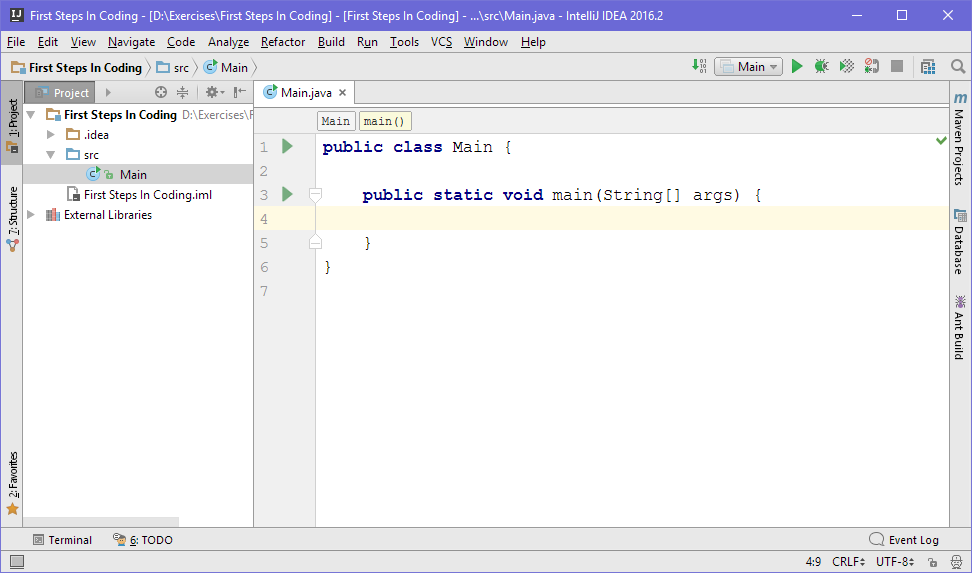 First Steps In Coding - [D:\Exercises\First Steps In Coding] - [First Steps In Coding] - ...\src\Main.java - IntelliJ IDEA 2016.2
File Edit View Navigate Code Analyze Refactor Build Run Tools VCS Window Help
First Steps In Coding src Main Main
Project
Main.java
First Steps In Coding D:\Exercises\F
.idea
src
Main
First Steps In Coding.iml
External Libraries
Main main()
1 public class Main {
2
3 public static void main(String[] args) {
4
5 }
6 }
7
1: Project
7: Structure
2: Favorites
Maven Projects
Database
Ant Build
Terminal 6: TODO Event Log
4:9 CRLF UTF-8